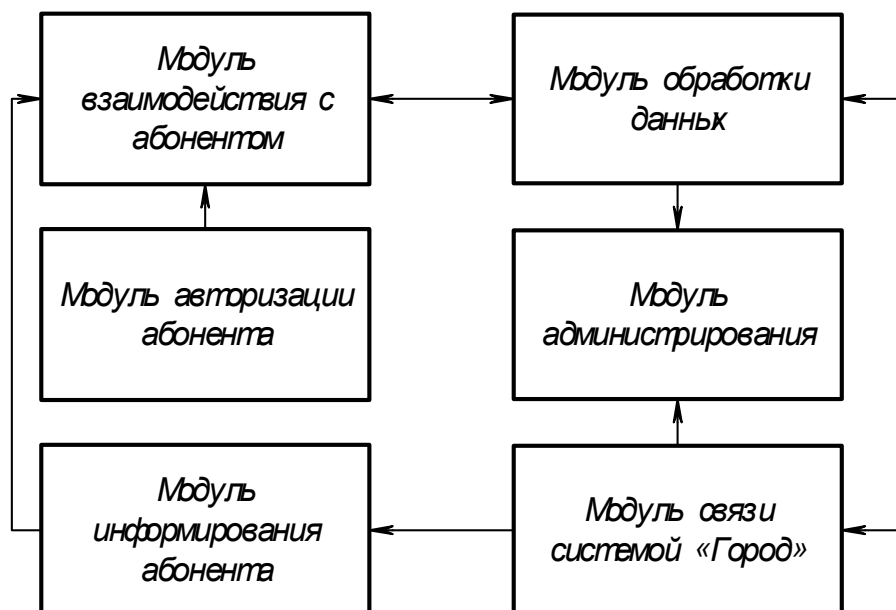 Модуль
взаимодействия с
абонентом
Модуль обработки
данных
Модуль авторизации
абонента
Модуль
администрирования
Модуль
информирования
абонента
Модуль связи
системой «Город»